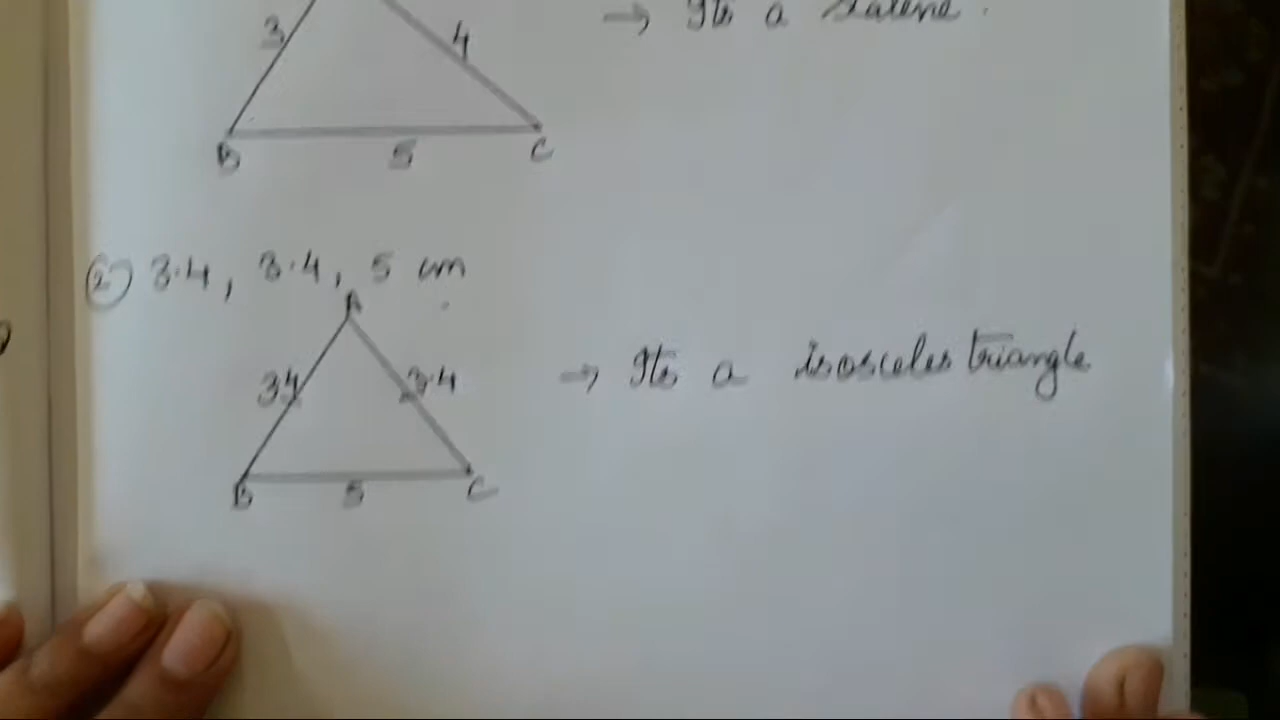 3
4
→ Its a Scalene.
B
5
C
② 3.4, 3.4, 5 cm
A
3.4
3.4
→ Its a isosceles triangle
B
5
C